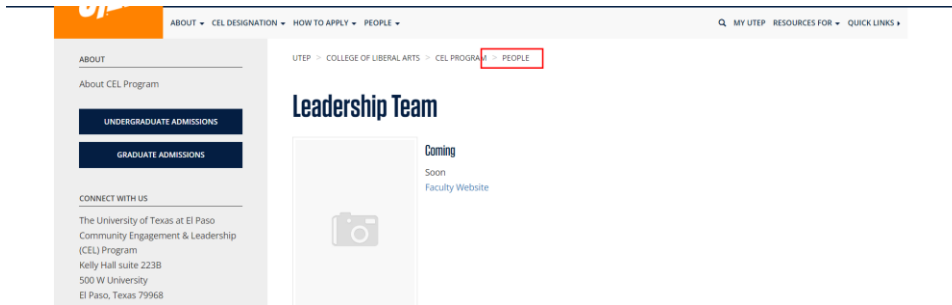 ABOUT CEL DESIGNATION HOW TO APPLY PEOPLE MY UTEP RESOURCES FOR QUICK LINKS
ABOUT
About CEL Program
UNDERGRADUATE ADMISSIONS
GRADUATE ADMISSIONS
CONNECT WITH US
The University of Texas at El Paso
Community Engagement & Leadership
(CEL) Program
Kelly Hall suite 223B
500 W University
El Paso, Texas 79968
UTEP > COLLEGE OF LIBERAL ARTS > CEL PROGRAM > PEOPLE
Leadership Team
Coming
Soon
Faculty Website